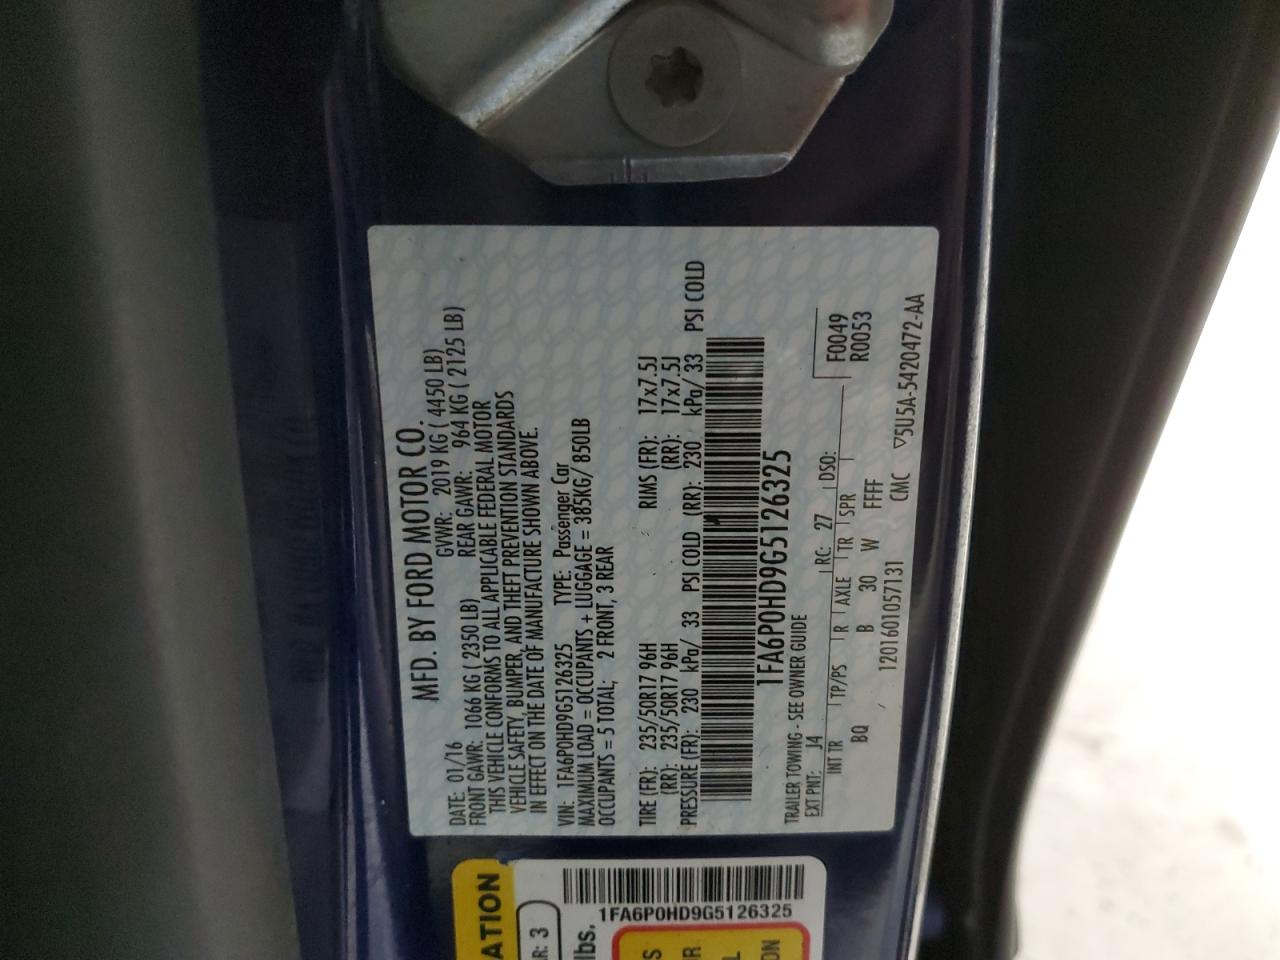 MFD. BY FORD MOTOR CO.
DATE: 01/16 GVWR: 2019 KG ( 4450 LB)
FRONT GAWR: 1066 KG ( 2350 LB) REAR GAWR: 964 KG ( 2125 LB)
THIS VEHICLE CONFORMS TO ALL APPLICABLE FEDERAL MOTOR
VEHICLE SAFETY, BUMPER, AND THEFT PREVENTION STANDARDS
IN EFFECT ON THE DATE OF MANUFACTURE SHOWN ABOVE.
VIN: 1FA6P0HD9G5126325 TYPE: Passenger Car
MAXIMUM LOAD = OCCUPANTS + LUGGAGE = 385KG/ 850LB
OCCUPANTS = 5 TOTAL; 2 FRONT, 3 REAR
TIRE (FR): 235/50R17 96H RIMS (FR): 17x7.5J
(RR): 235/50R17 96H (RR): 17x7.5J
PRESSURE (FR): 230 kPa/ 33 PSI COLD (RR): 230 kPa/ 33 PSI COLD
1FA6P0HD9G5126325
TRAILER TOWING - SEE OWNER GUIDE
EXT PNT: J4 RC: 27 DSO: F0049
INT TR TP/PS R AXLE TR SPR R0053
BQ B 30 W FFFF
1201601057131 CMC ▽5U5A-5420472-AA
ATION
R: 3
lbs.
1FA6P0HD9G5126325
S
R
L
ON